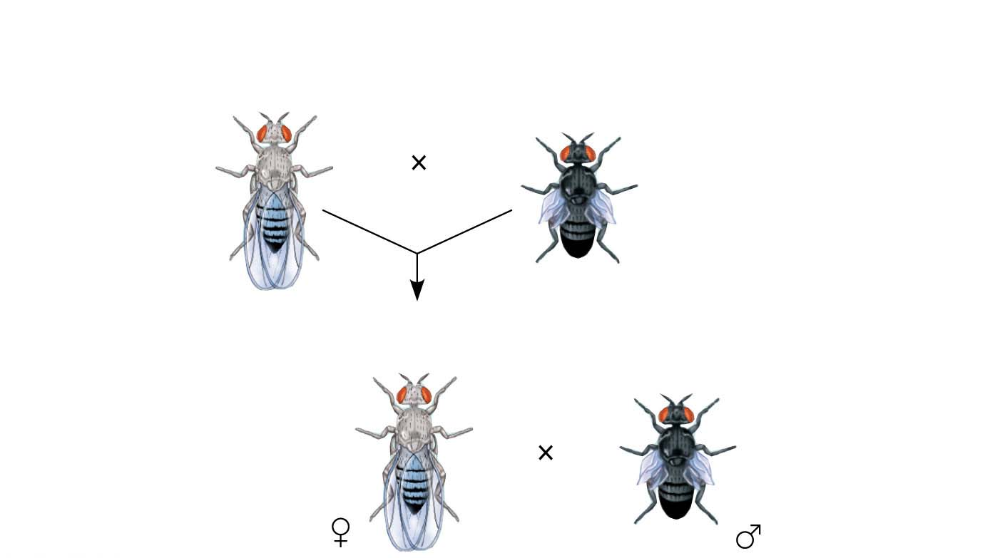 ×
×
♀
♂